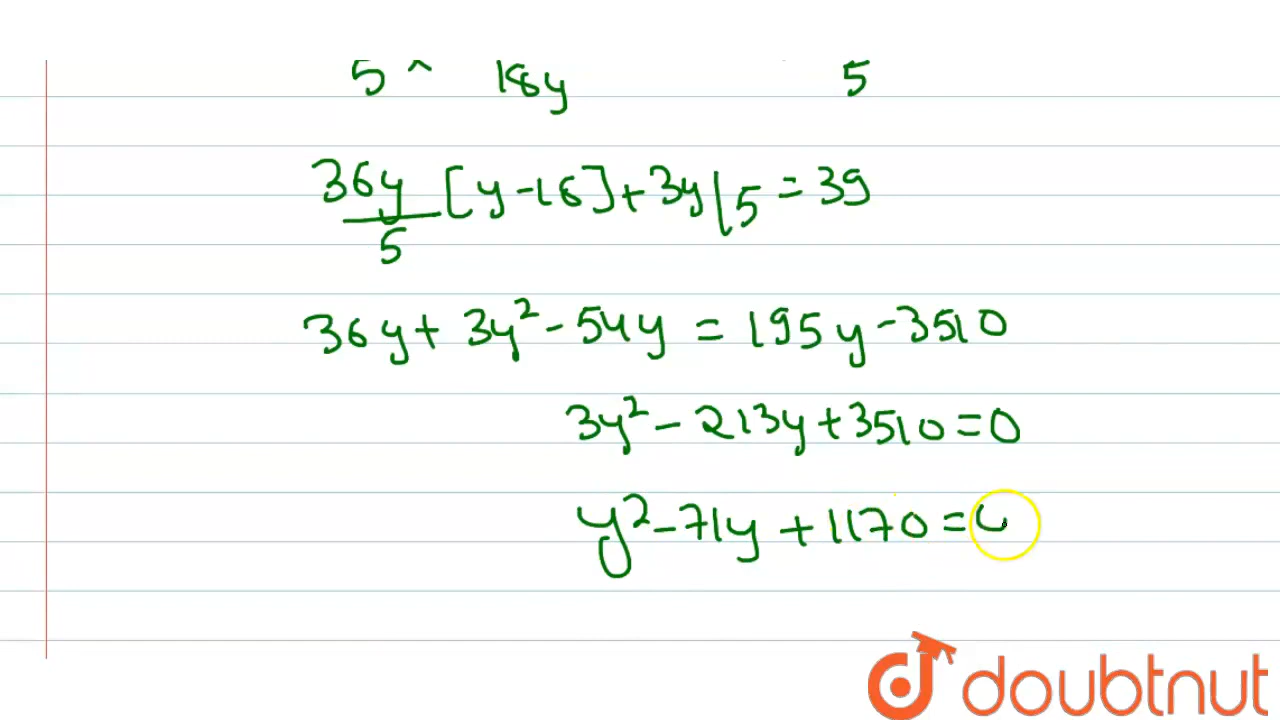 5 18y 5
36y/5 [y-18]+3y|5=39
36y+3y²-54y=195y-3510
3y²-213y+3510=0
y²-71y+1170=
doubtnut